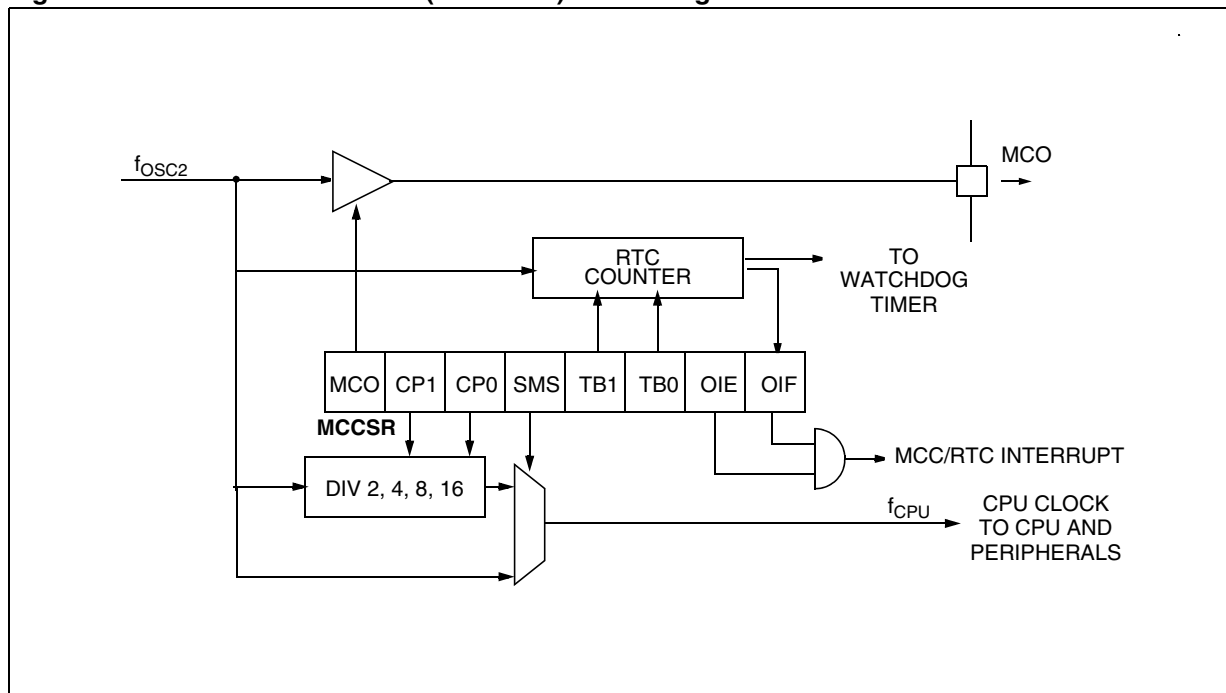 fOSC2
MCO
RTC
COUNTER
TO
WATCHDOG
TIMER
MCO CP1 CP0 SMS TB1 TB0 OIE OIF
MCCSR
DIV 2, 4, 8, 16
MCC/RTC INTERRUPT
fCPU
CPU CLOCK
TO CPU AND
PERIPHERALS